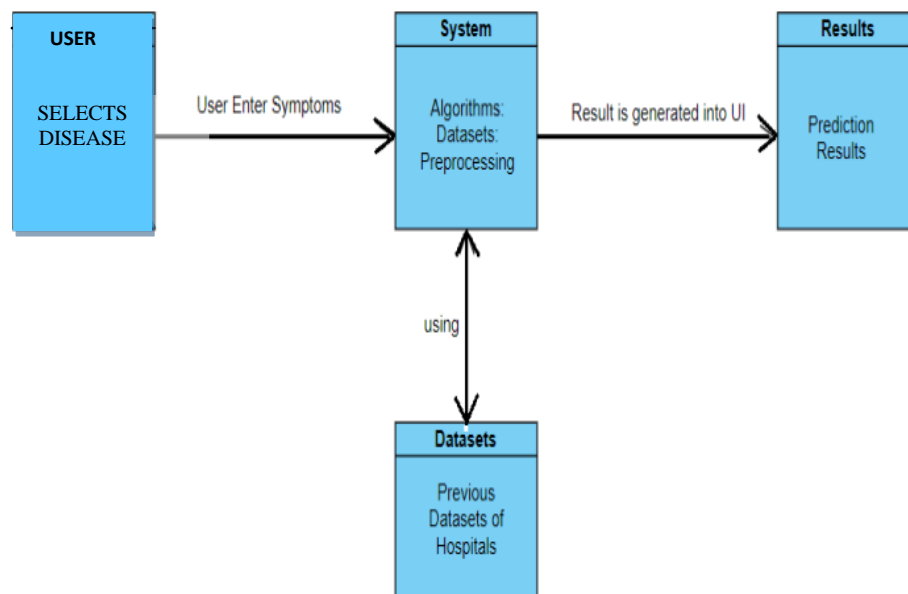 USER
SELECTS
DISEASE
User Enter Symptoms
System
Algorithms:
Datasets:
Preprocessing
Result is generated into UI
Results
Prediction
Results
using
Datasets
Previous
Datasets of
Hospitals